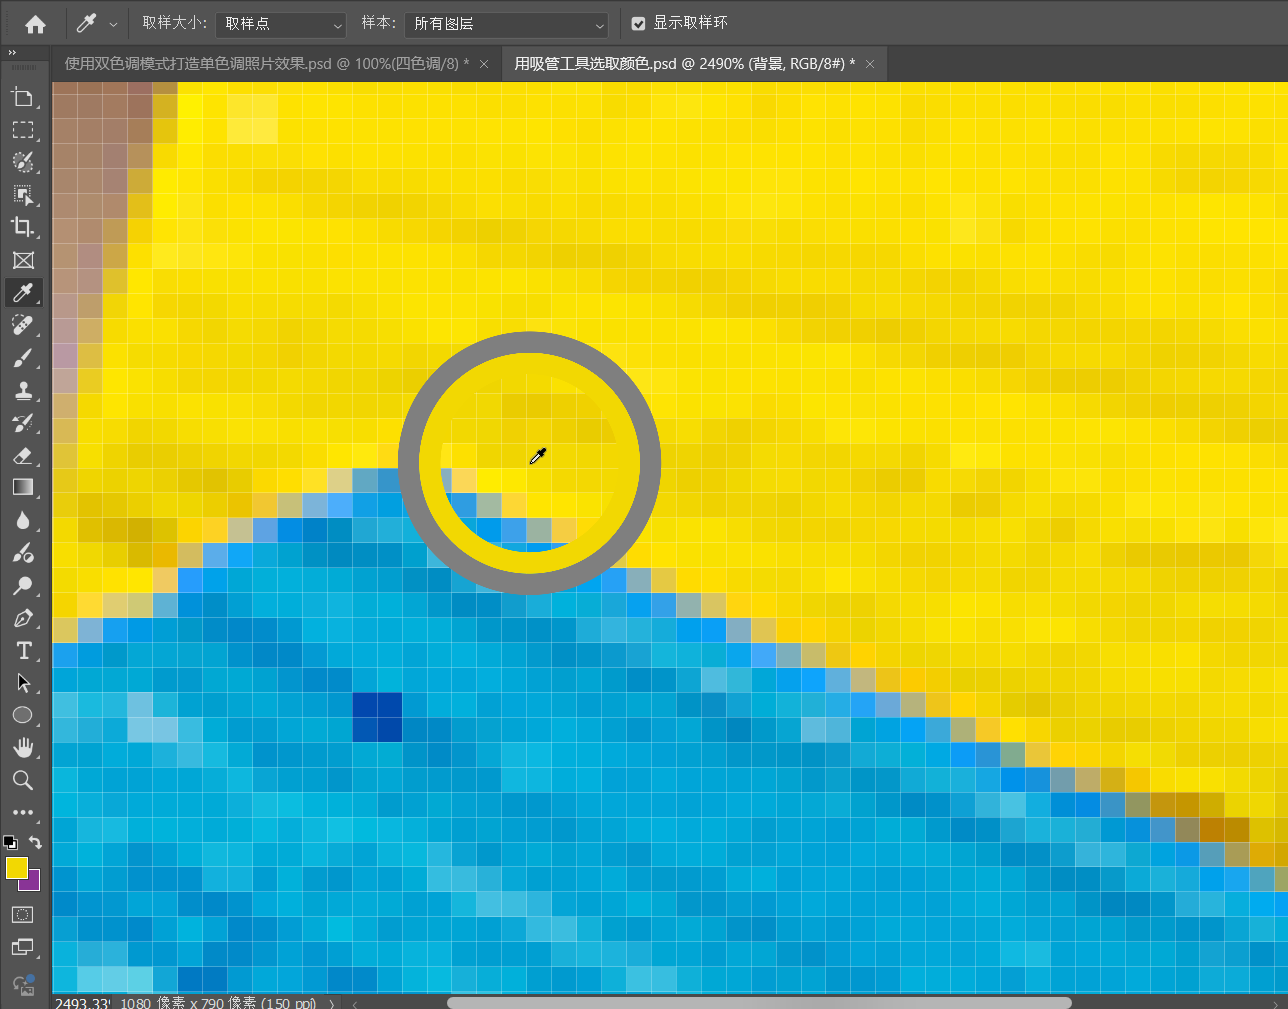 取样大小: 取样点 样本: 所有图层 显示取样环
使用双色调模式打造单色调照片效果.psd @ 100%(四色调/8) * × 用吸管工具选取颜色.psd @ 2490% (背景, RGB/8#) * ×
2493.33% 1080 像素 x 790 像素 (150 ppi)